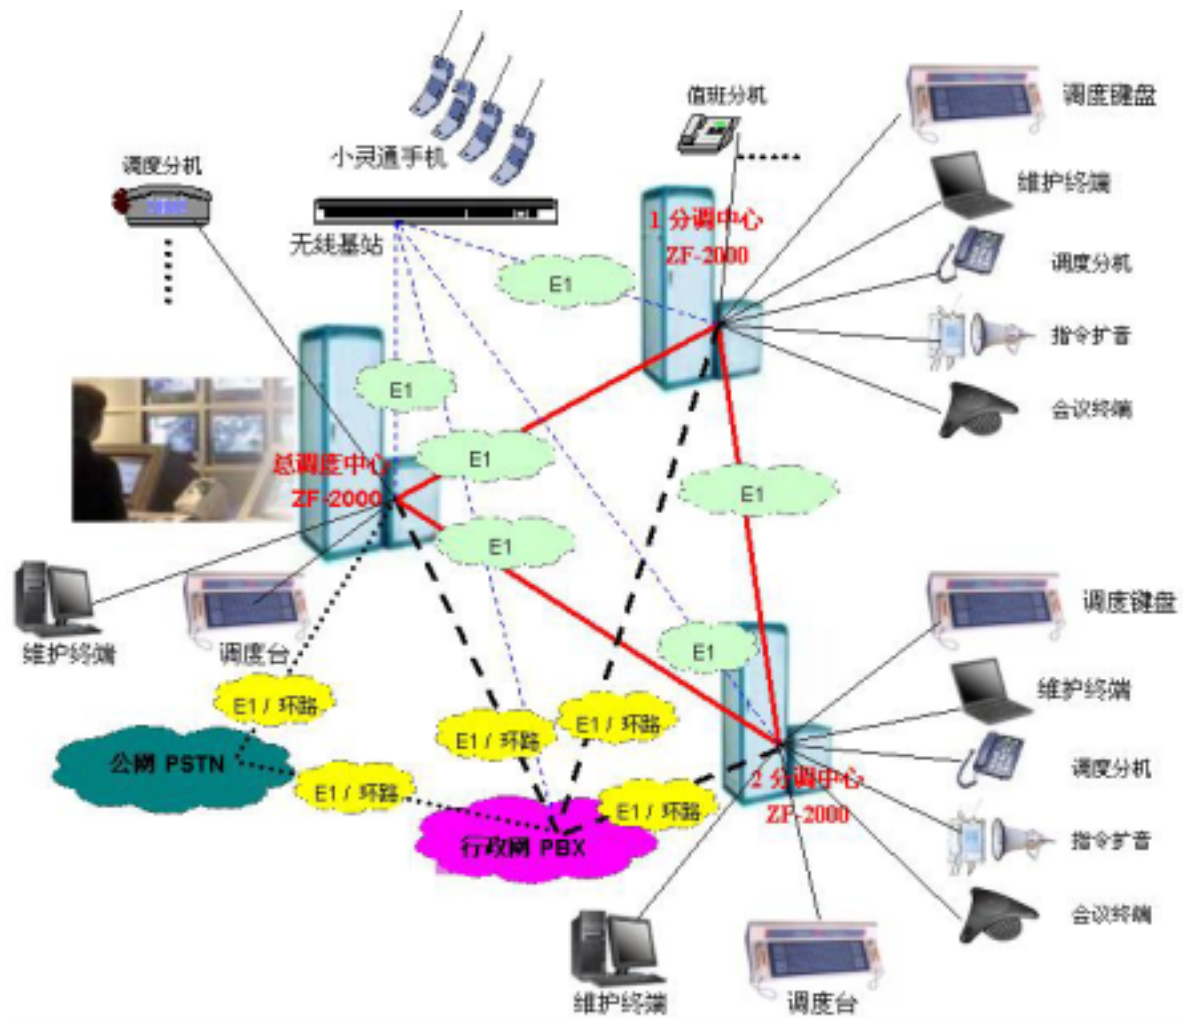 值班分机
调度键盘
小灵通手机
调度分机
维护终端
1 分调中心
ZF-2000
无线基站
调度分机
E1
指令扩音
E1
会议终端
E1
总调度中心
ZF-2000
E1
E1
调度键盘
维护终端
调度台
E1
维护终端
E1 / 环路
E1 / 环路
E1 / 环路
公网 PSTN
调度分机
2 分调中心
ZF-2000
E1 / 环路
E1 / 环路
行政网 PBX
指令扩音
会议终端
维护终端
调度台